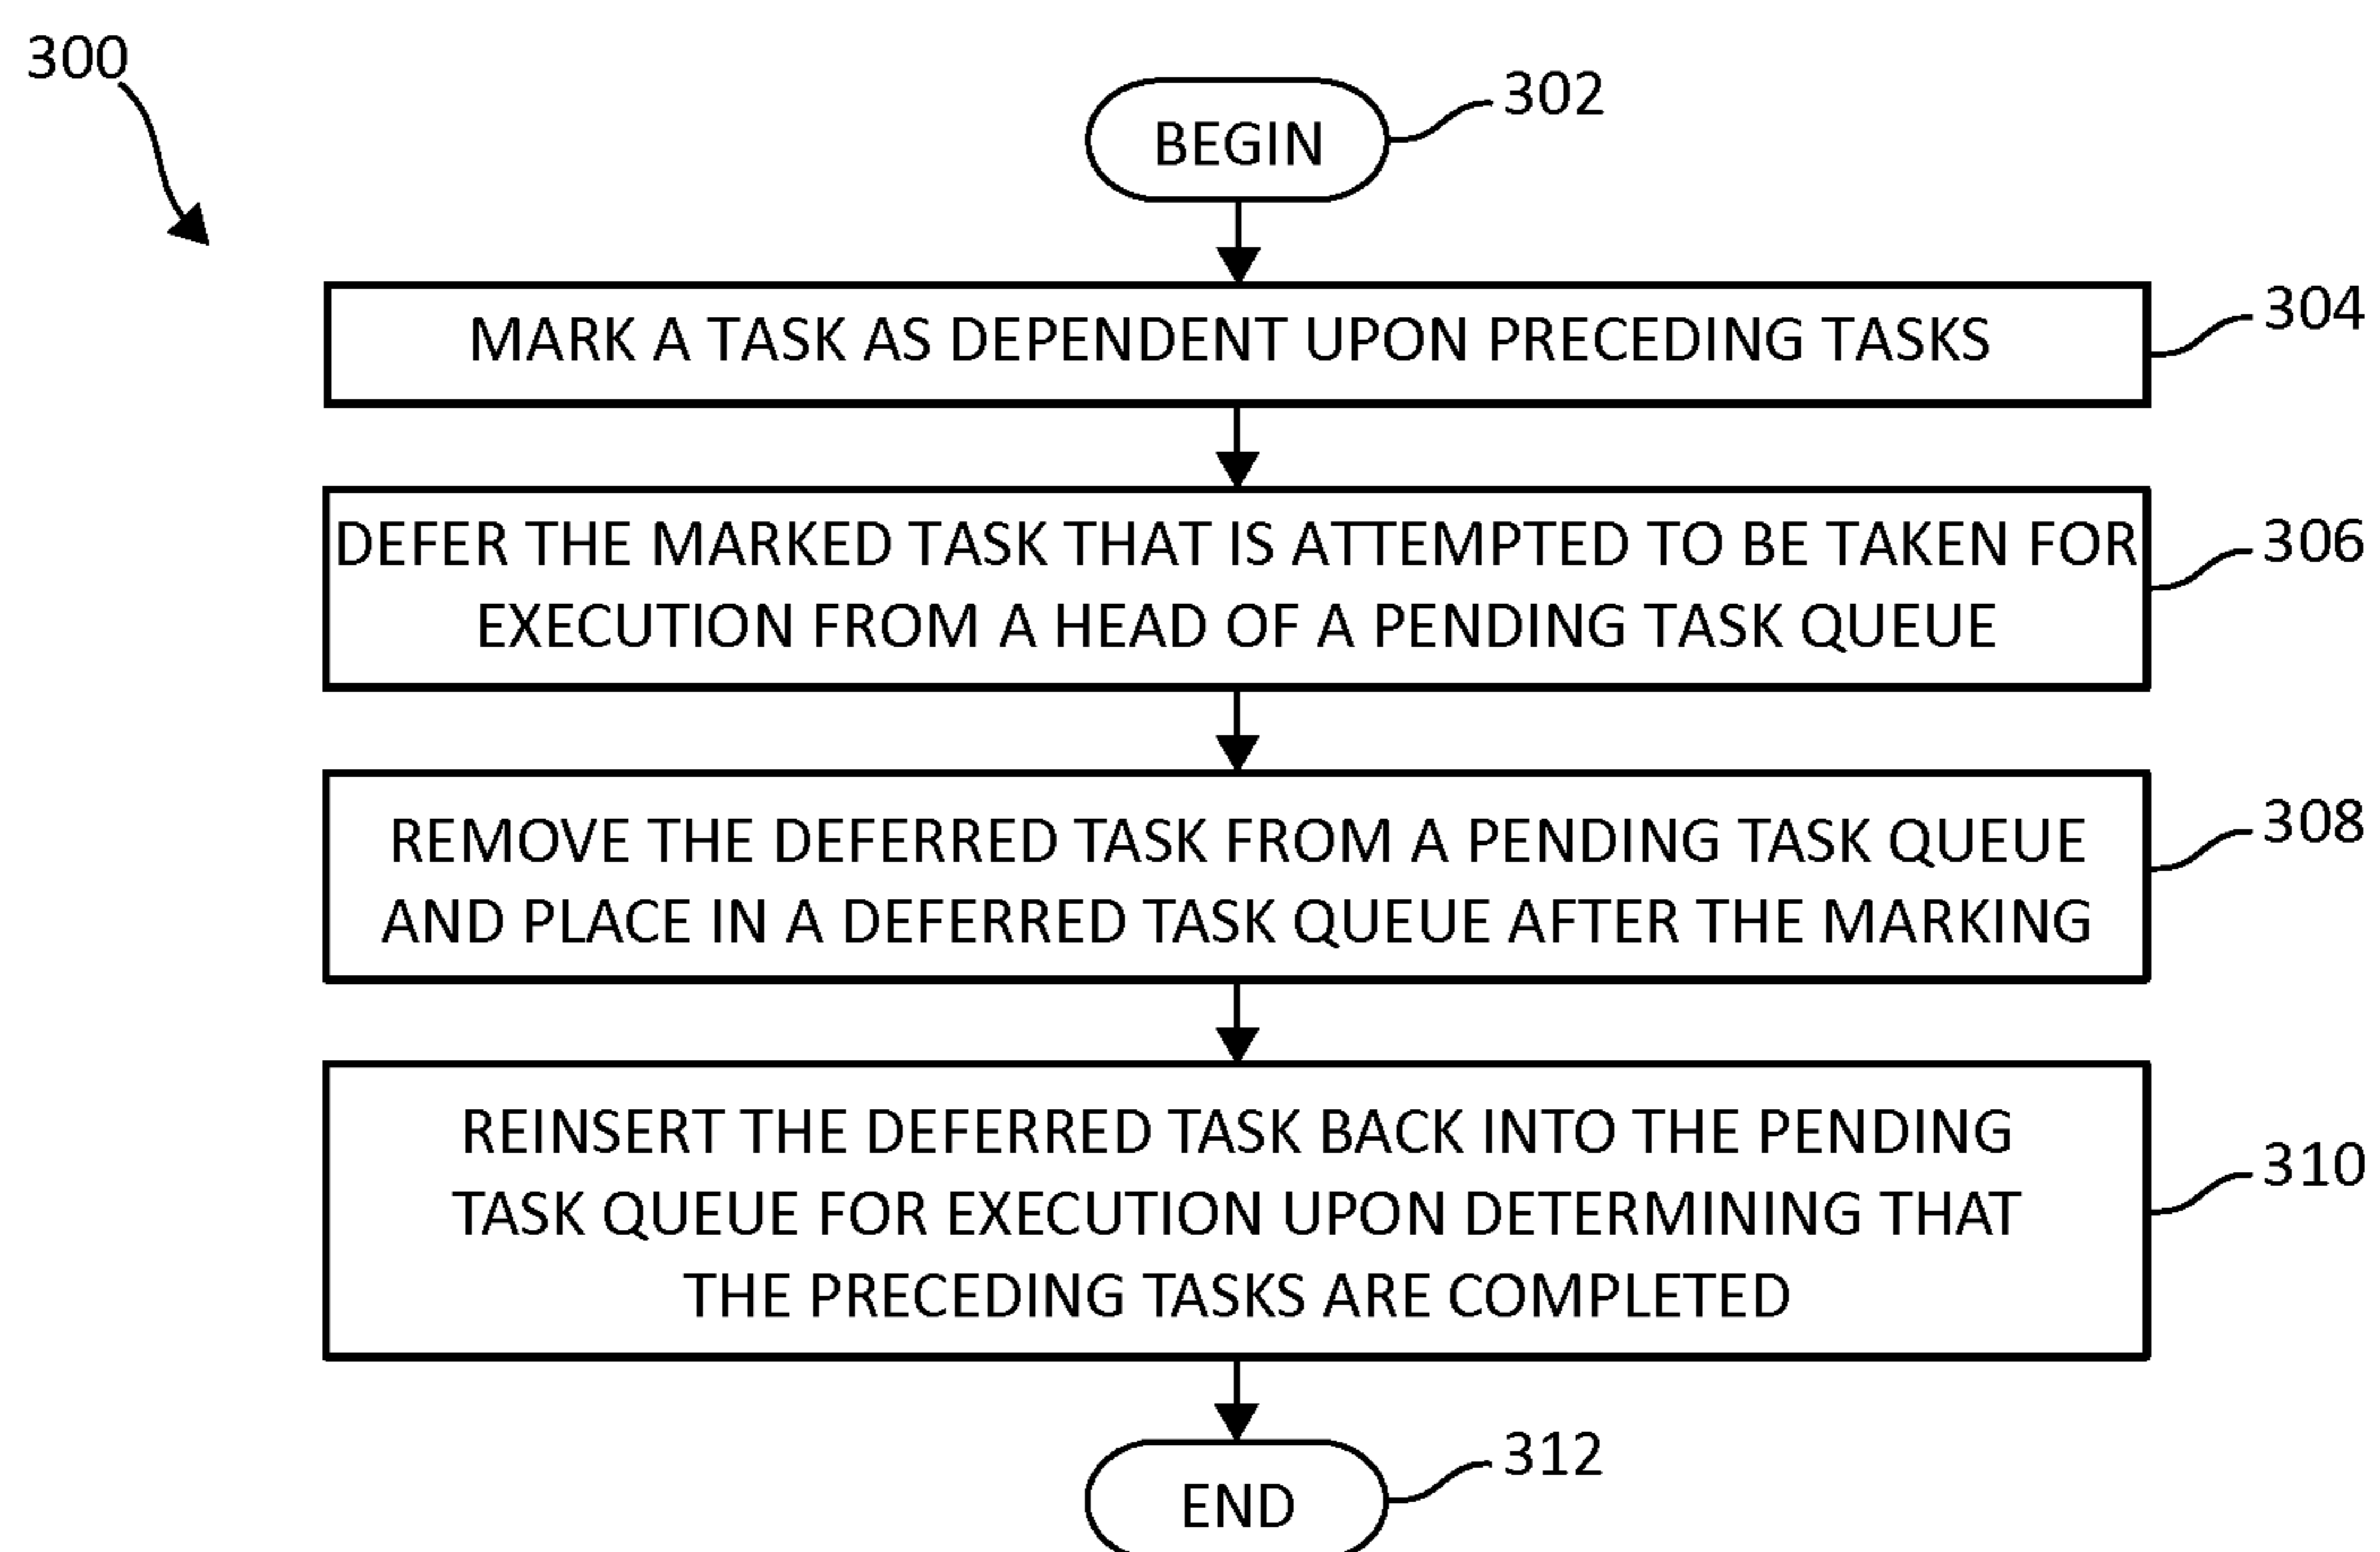 300
BEGIN
302
MARK A TASK AS DEPENDENT UPON PRECEDING TASKS
304
DEFER THE MARKED TASK THAT IS ATTEMPTED TO BE TAKEN FOR
EXECUTION FROM A HEAD OF A PENDING TASK QUEUE
306
REMOVE THE DEFERRED TASK FROM A PENDING TASK QUEUE
AND PLACE IN A DEFERRED TASK QUEUE AFTER THE MARKING
308
REINSERT THE DEFERRED TASK BACK INTO THE PENDING
TASK QUEUE FOR EXECUTION UPON DETERMINING THAT
THE PRECEDING TASKS ARE COMPLETED
310
END
312